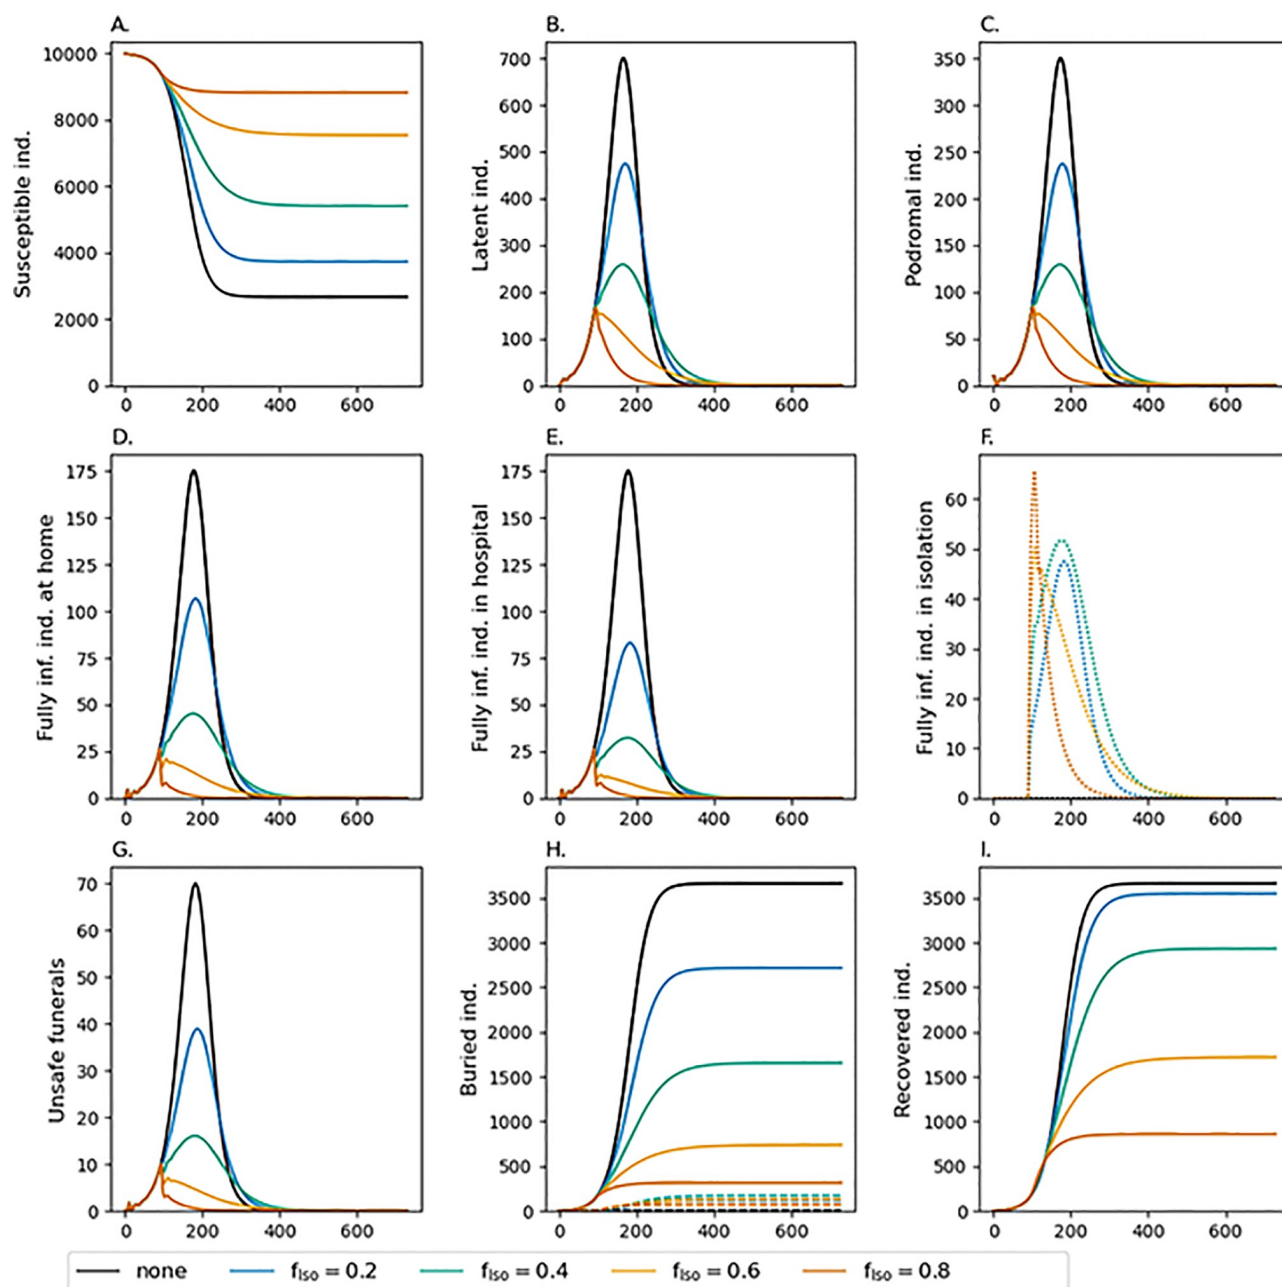 A.
B.
C.
10000
8000
6000
4000
2000
0
Susceptible ind.
0 200 400 600
700
600
500
400
300
200
100
0
Latent ind.
0 200 400 600
350
300
250
200
150
100
50
0
Podromal ind.
0 200 400 600
D.
E.
F.
175
150
125
100
75
50
25
0
Fully inf. ind. at home
0 200 400 600
175
150
125
100
75
50
25
0
Fully inf. ind. in hospital
0 200 400 600
60
50
40
30
20
10
0
Fully inf. ind. in isolation
0 200 400 600
G.
H.
I.
70
60
50
40
30
20
10
0
Unsafe funerals
0 200 400 600
3500
3000
2500
2000
1500
1000
500
0
Buried ind.
0 200 400 600
3500
3000
2500
2000
1500
1000
500
0
Recovered ind.
0 200 400 600
none fIso = 0.2 fIso = 0.4 fIso = 0.6 fIso = 0.8